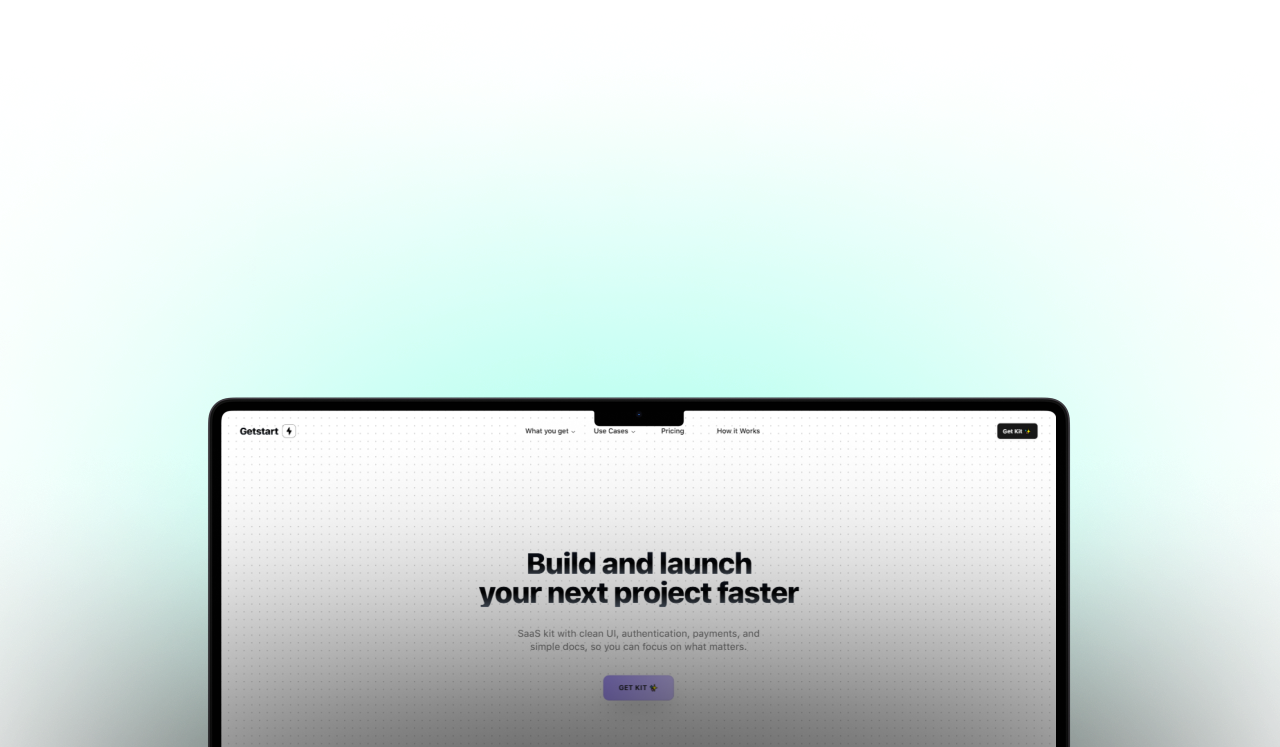 Getstart
What you get
Use Cases
Pricing
How it Works
Get Kit
Build and launch
your next project faster
SaaS kit with clean UI, authentication, payments, and
simple docs, so you can focus on what matters.
GET KIT